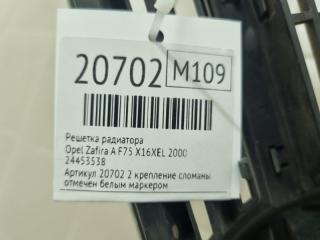 20702 M109
Решетка радиатора
Opel Zafira A F75 X16XEL 2000
24453538
Артикул 20702 2 крепление сломаны
отмечен белым маркером